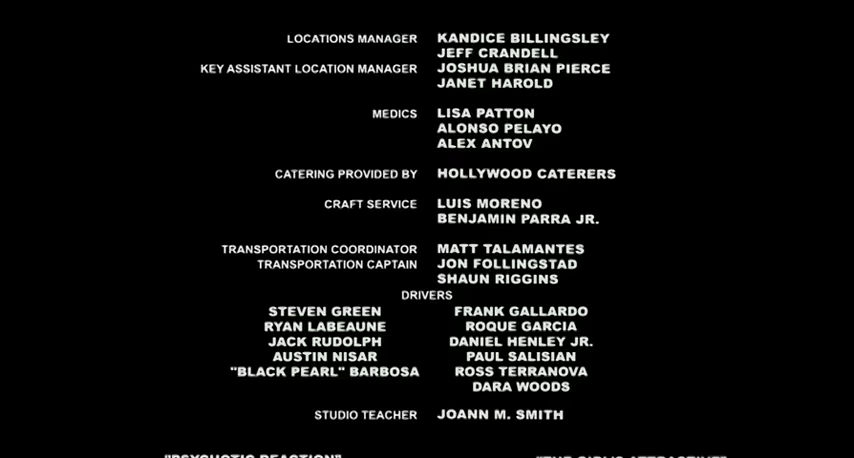 LOCATIONS MANAGER KANDICE BILLINGSLEY
JEFF CRANDELL
KEY ASSISTANT LOCATION MANAGER JOSHUA BRIAN PIERCE
JANET HAROLD
MEDICS LISA PATTON
ALONSO PELAYO
ALEX ANTOV
CATERING PROVIDED BY HOLLYWOOD CATERERS
CRAFT SERVICE LUIS MORENO
BENJAMIN PARRA JR.
TRANSPORTATION COORDINATOR MATT TALAMANTES
TRANSPORTATION CAPTAIN JON FOLLINGSTAD
SHAUN RIGGINS
DRIVERS
STEVEN GREEN FRANK GALLARDO
RYAN LABEAUNE ROQUE GARCIA
JACK RUDOLPH DANIEL HENLEY JR.
AUSTIN NISAR PAUL SALISIAN
"BLACK PEARL" BARBOSA ROSS TERRANOVA
DARA WOODS
STUDIO TEACHER JOANN M. SMITH
"PSYCHOTIC REACTION"